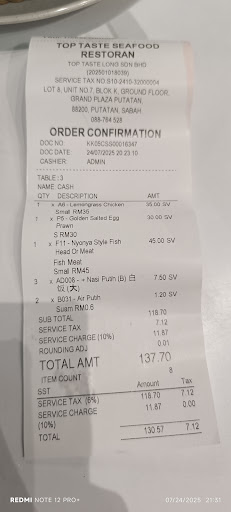 TOP TASTE SEAFOOD
RESTORAN
TOP TASTE LONG SDN BHD
(202501018039)
SERVICE TAX NO:S10-2410-32000004
LOT 8, UNIT NO.7, BLOK K, GROUND FLOOR,
GRAND PLAZA PUTATAN,
88200, PUTATAN, SABAH.
088-764 528
ORDER CONFIRMATION
DOC NO: KK05CSS00016347
DOC DATE: 24/07/2025 20:23:10
CASHIER: ADMIN
TABLE: 3
NAME: CASH
QTY DESCRIPTION AMT
1 x A6 - Lemongrass Chicken 35.00 SV
Small RM35
1 x P5 - Golden Salted Egg 30.00 SV
Prawn
S RM30
1 x F11 - Nyonya Style Fish 45.00 SV
Head Or Meat
Fish Meat
Small RM45
3 x AD008 - + Nasi Putih (B) 白 7.50 SV
饭 (大)
2 x B031 - Air Putih 1.20 SV
Suam RM0.6
SUB TOTAL 118.70
SERVICE TAX 7.12
SERVICE CHARGE (10%) 11.87
ROUNDING ADJ 0.01
TOTAL AMT 137.70
ITEM COUNT 8
SST Amount Tax
SERVICE TAX (6%) 118.70 7.12
SERVICE CHARGE 11.87 0.00
(10%)
TOTAL 130.57 7.12
REDMI NOTE 12 PRO+ 07/24/2025 21:31